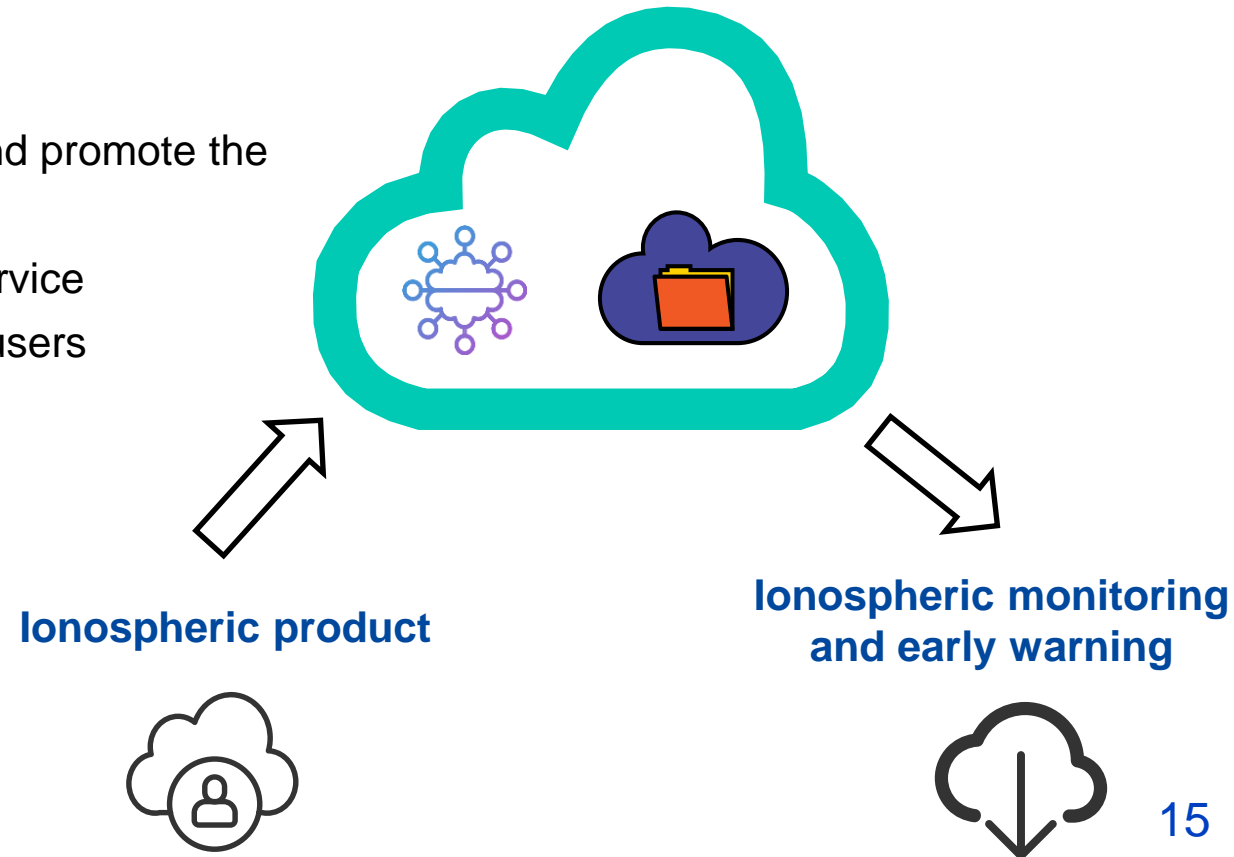 nd promote the
rvice
users
Ionospheric product
Ionospheric monitoring
and early warning
15